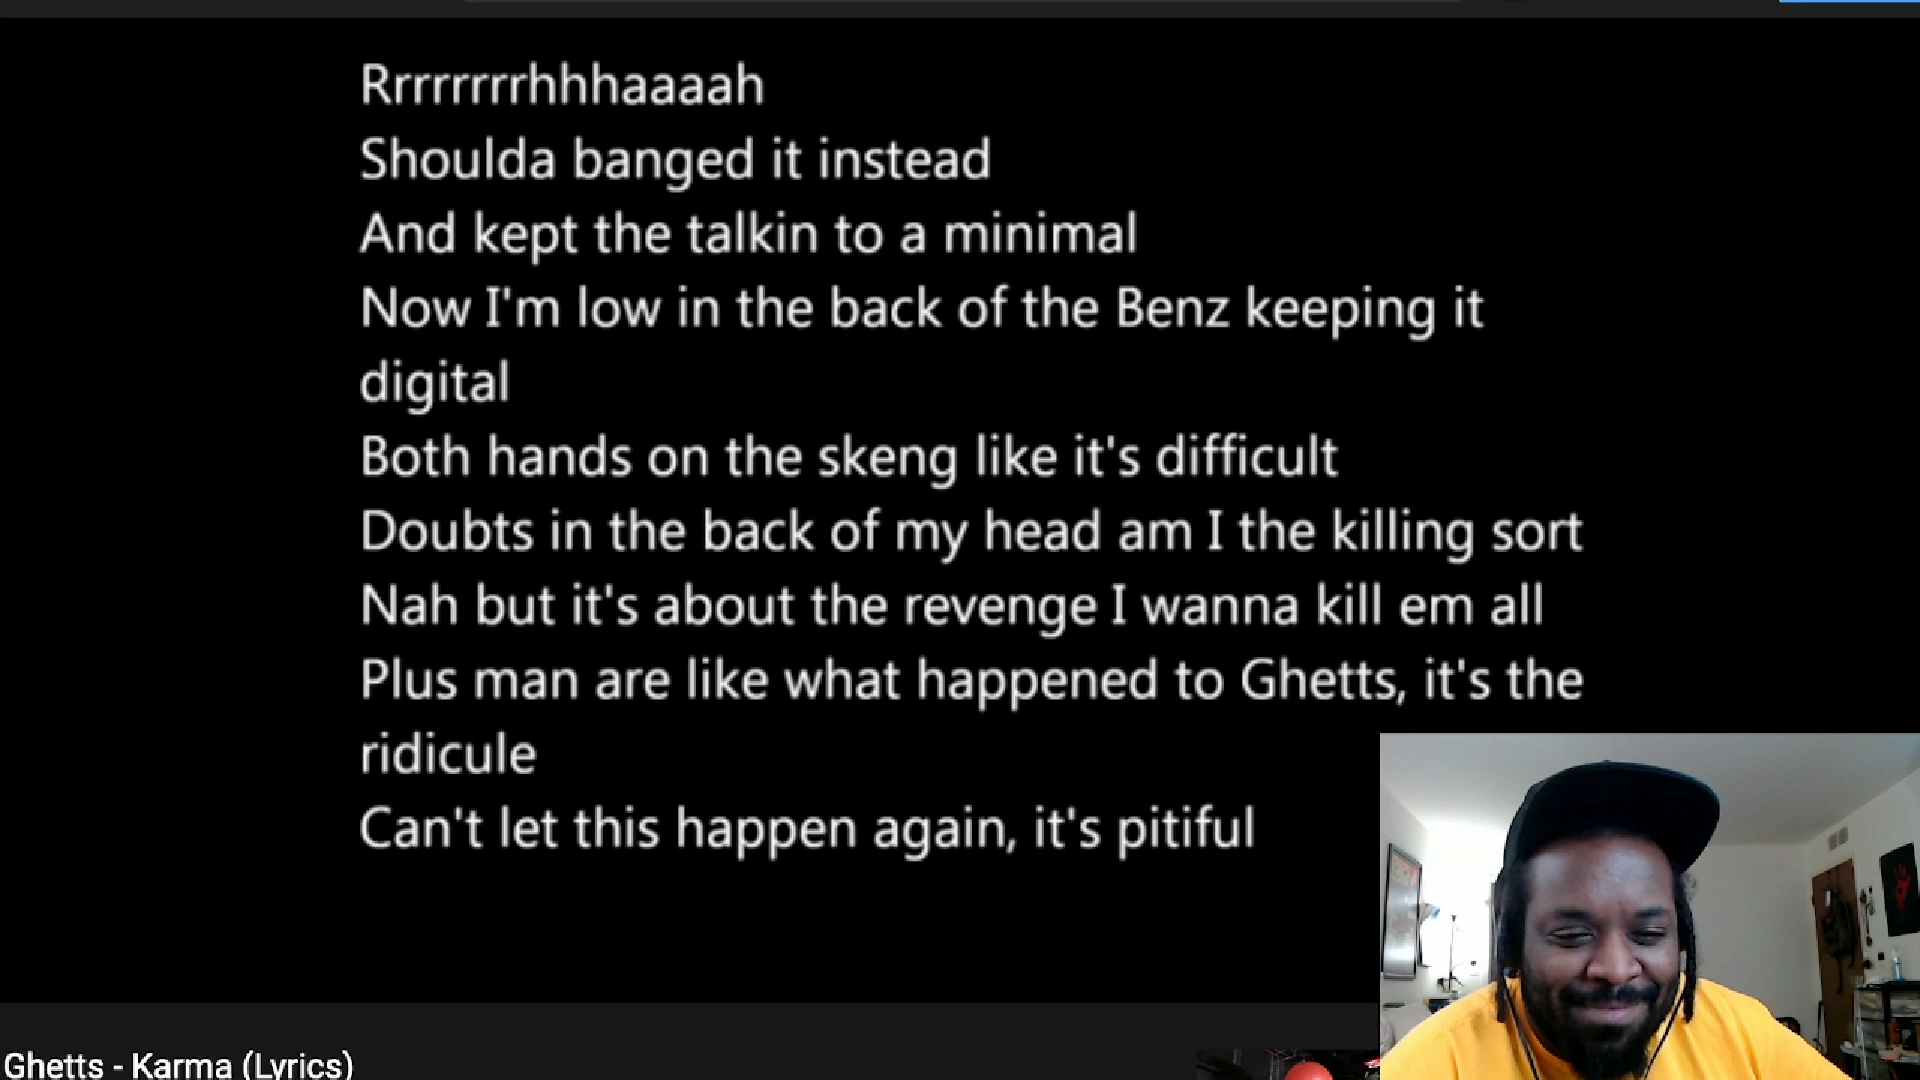 Rrrrrrrrhhhaaaah
Shoulda banged it instead
And kept the talkin to a minimal
Now I'm low in the back of the Benz keeping it
digital
Both hands on the skeng like it's difficult
Doubts in the back of my head am I the killing sort
Nah but it's about the revenge I wanna kill em all
Plus man are like what happened to Ghetts, it's the
ridicule
Can't let this happen again, it's pitiful
Ghetts - Karma (Lyrics)